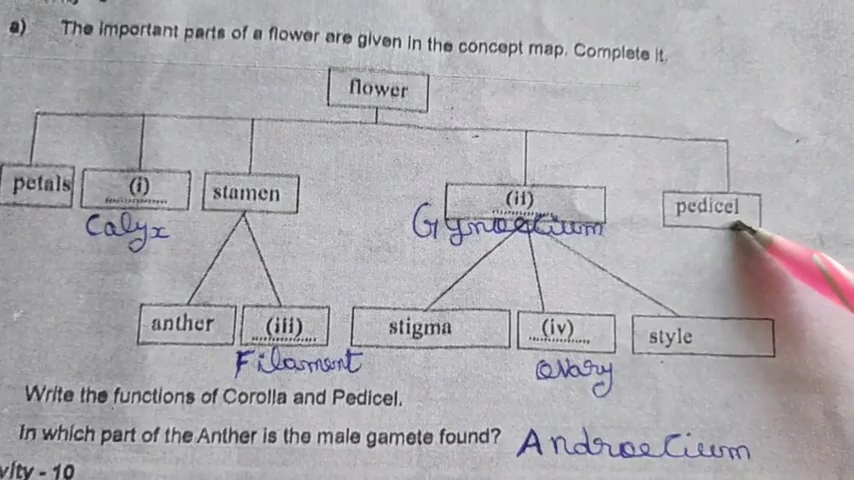 a) The important parts of a flower are given in the concept map. Complete it.
flower
petals (i) stamen (ii) pedicel
Calyx Gynoecium
anther (iii) stigma (iv) style
Filament Ovary
Write the functions of Corolla and Pedicel.
In which part of the Anther is the male gamete found? Androecium
vity - 10